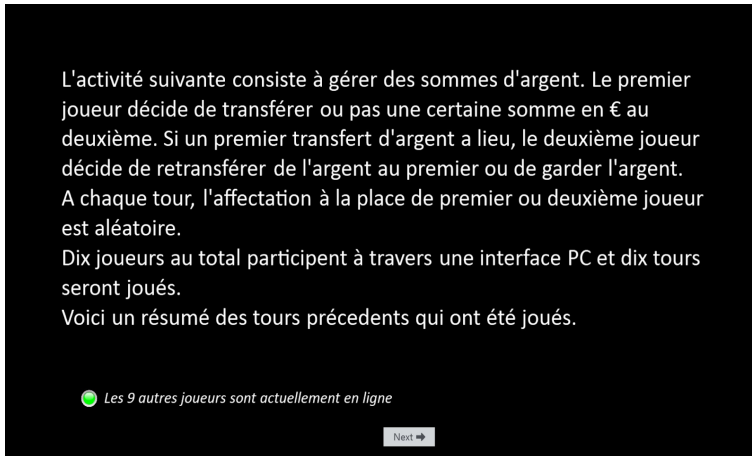 L'activité suivante consiste à gérer des sommes d'argent. Le premier
joueur décide de transférer ou pas une certaine somme en € au
deuxième. Si un premier transfert d'argent a lieu, le deuxième joueur
décide de retransférer de l'argent au premier ou de garder l'argent.
A chaque tour, l'affectation à la place de premier ou deuxième joueur
est aléatoire.
Dix joueurs au total participent à travers une interface PC et dix tours
seront joués.
Voici un résumé des tours précedents qui ont été joués.
Les 9 autres joueurs sont actuellement en ligne
Next